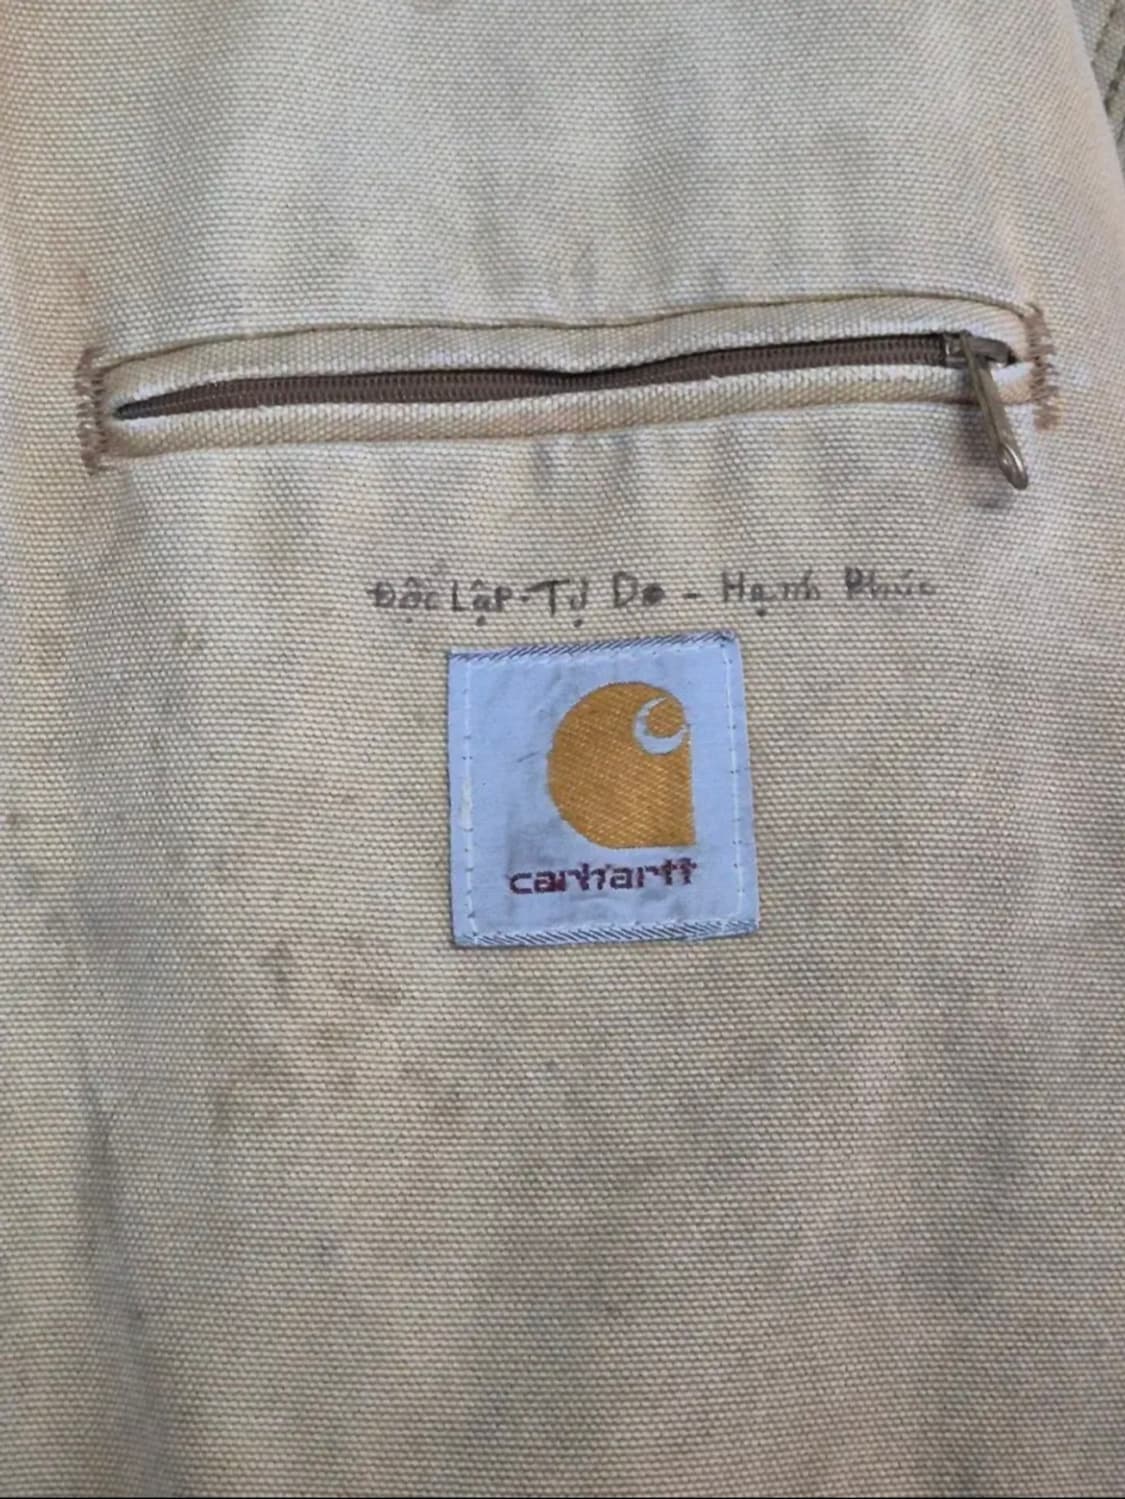 Độc Lập - Tự Do - Hạnh Phúc
carhartt